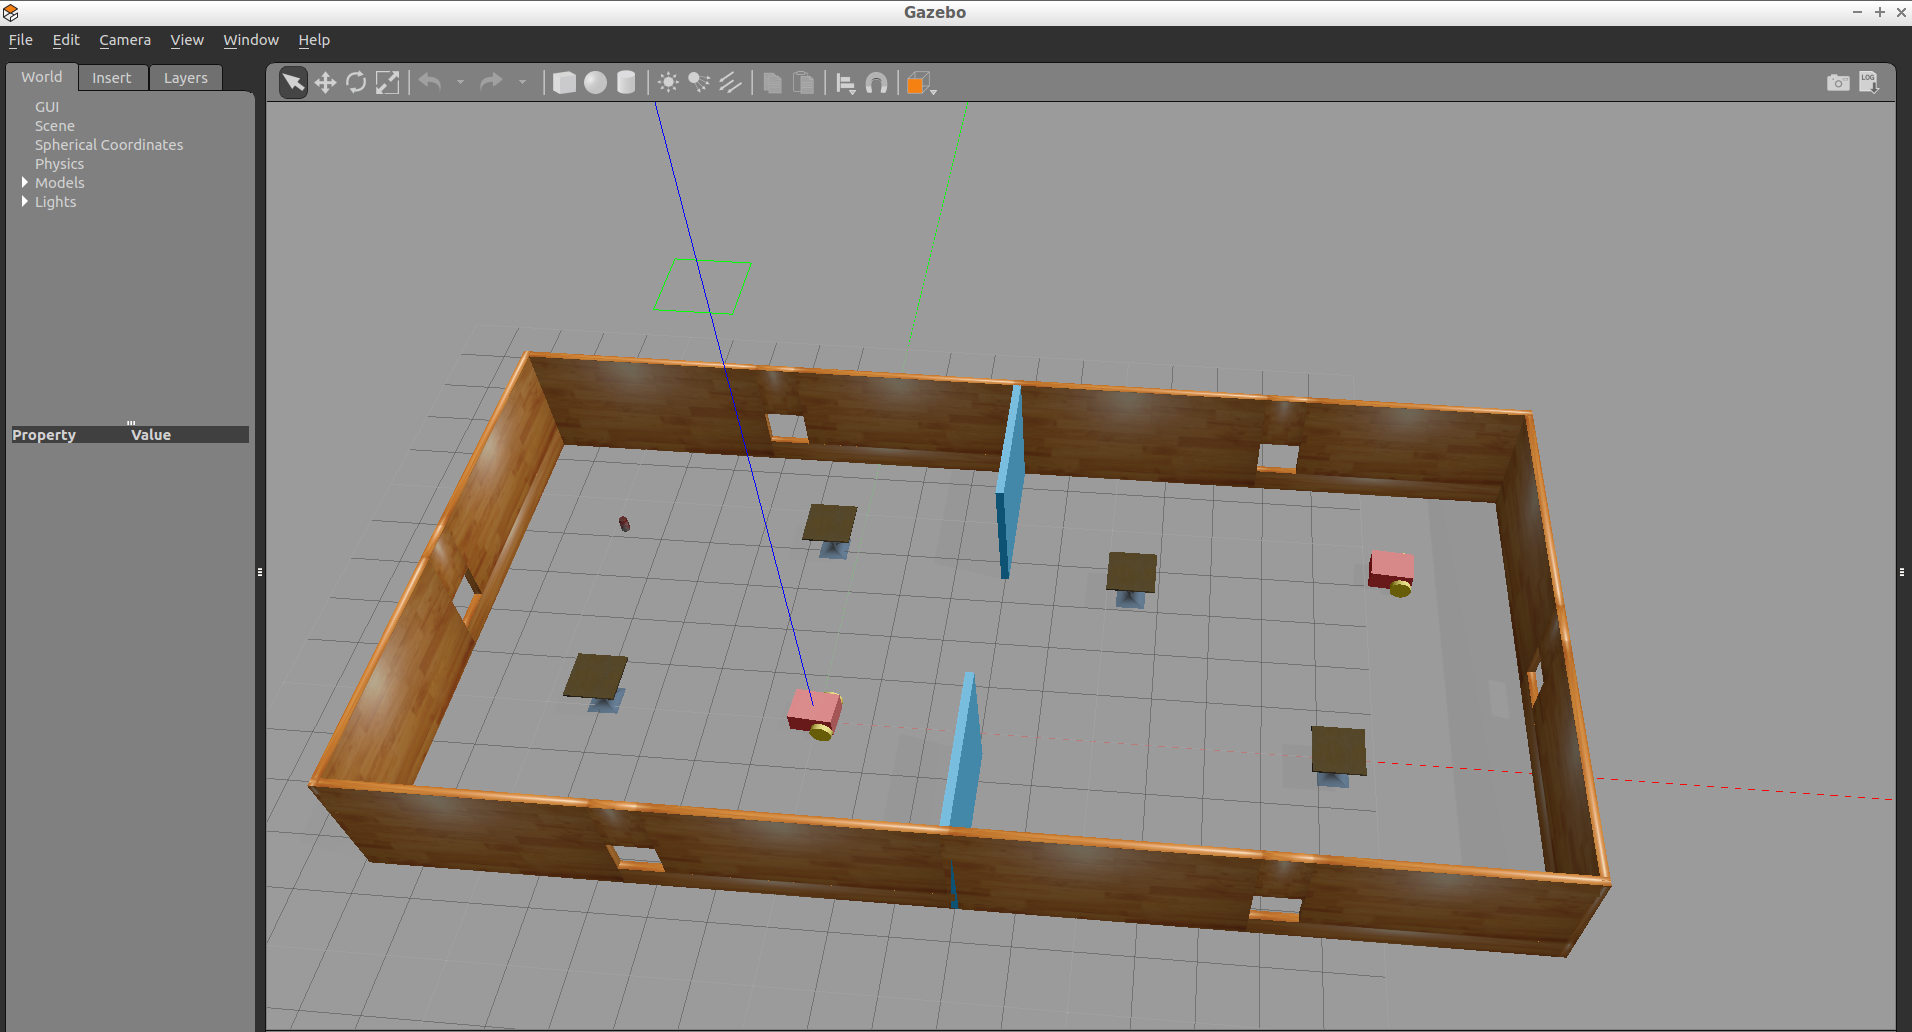 Gazebo
File Edit Camera View Window Help
World Insert Layers
GUI
Scene
Spherical Coordinates
Physics
Models
Lights
Property Value
LOG